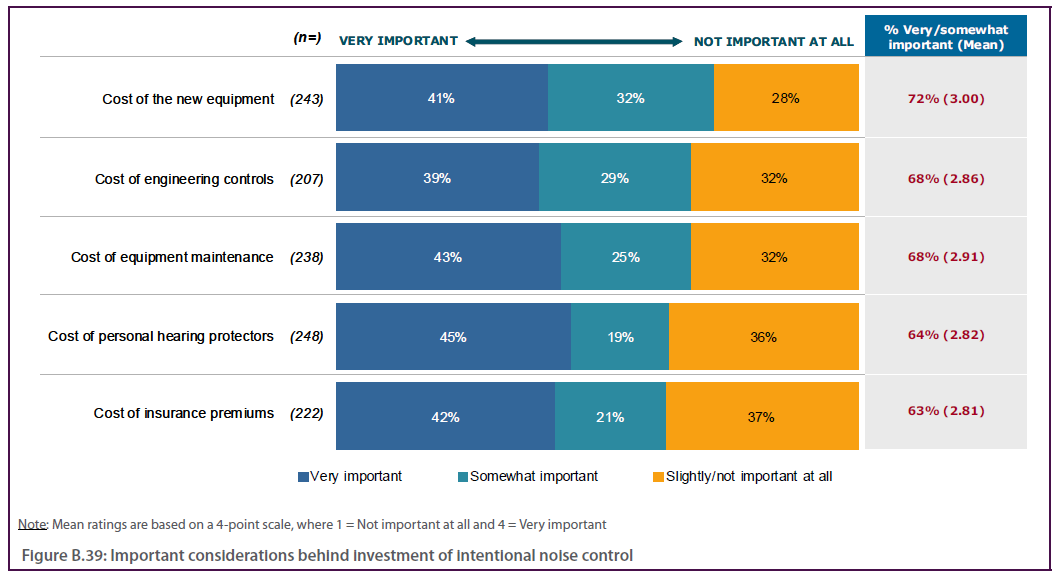 (n=) VERY IMPORTANT NOT IMPORTANT AT ALL % Very/somewhat
important (Mean)
Cost of the new equipment (243) 41% 32% 28% 72% (3.00)
Cost of engineering controls (207) 39% 29% 32% 68% (2.86)
Cost of equipment maintenance (238) 43% 25% 32% 68% (2.91)
Cost of personal hearing protectors (248) 45% 19% 36% 64% (2.82)
Cost of insurance premiums (222) 42% 21% 37% 63% (2.81)
Very important Somewhat important Slightly/not important at all
Note: Mean ratings are based on a 4-point scale, where 1 = Not important at all and 4 = Very important
Figure B.39: Important considerations behind investment of intentional noise control